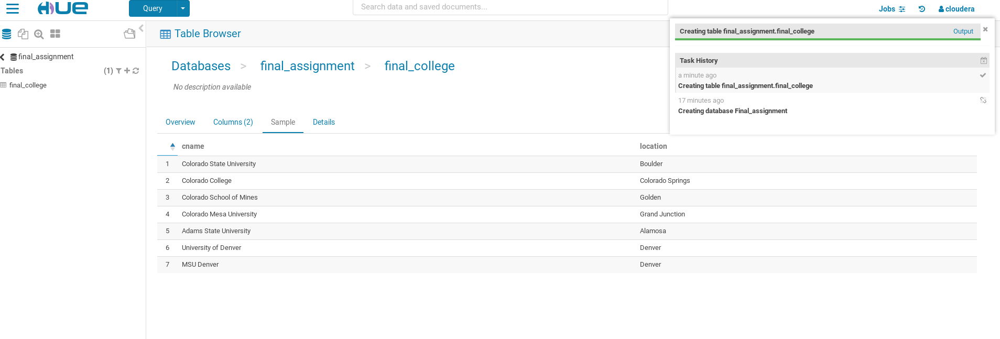 HUE
Query
Search data and saved documents...
Jobs
cloudera
Creating table final_assignment.final_college
Output
Task History
a minute ago
Creating table final_assignment.final_college
17 minutes ago
Creating database Final_assignment
final_assignment
Tables
(1)
final_college
Table Browser
Databases > final_assignment > final_college
No description available
Overview Columns (2) Sample Details
cname location
1 Colorado State University Boulder
2 Colorado College Colorado Springs
3 Colorado School of Mines Golden
4 Colorado Mesa University Grand Junction
5 Adams State University Alamosa
6 University of Denver Denver
7 MSU Denver Denver